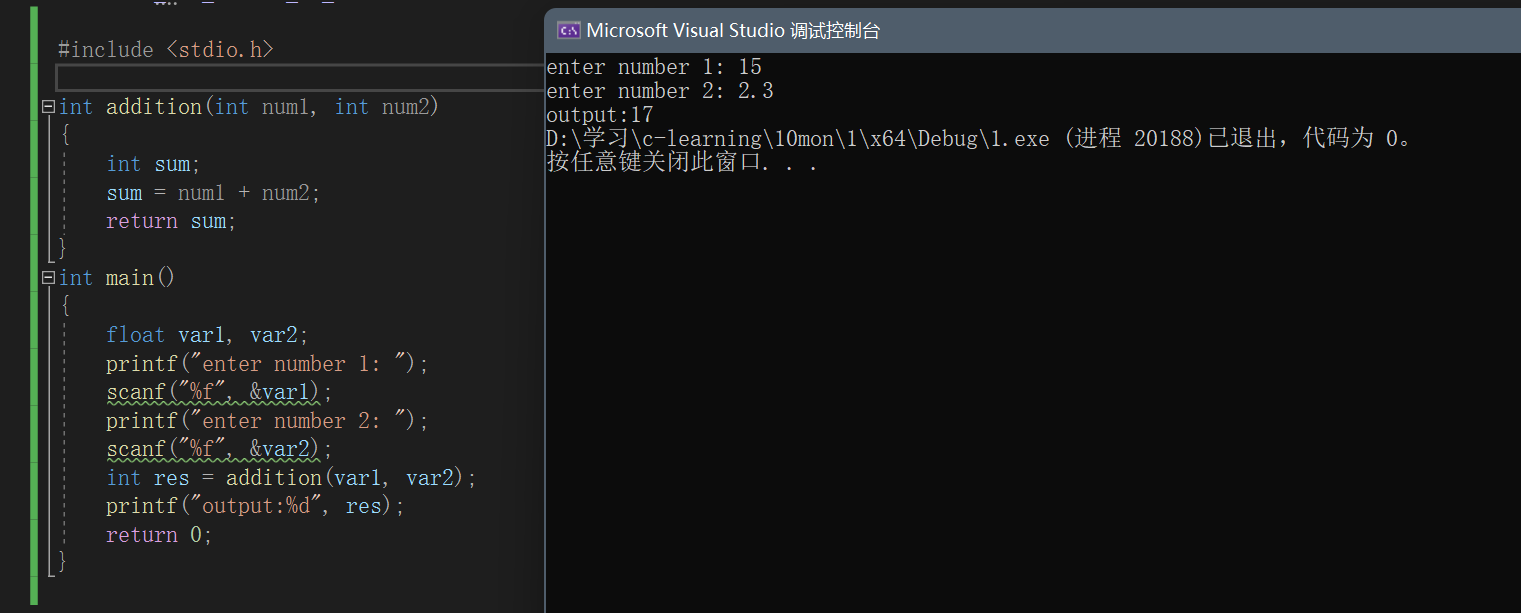 #include <stdio.h>
int addition(int num1, int num2)
{
int sum;
sum = num1 + num2;
return sum;
}
int main()
{
float var1, var2;
printf("enter number 1: ");
scanf("%f", &var1);
printf("enter number 2: ");
scanf("%f", &var2);
int res = addition(var1, var2);
printf("output:%d", res);
return 0;
}
Microsoft Visual Studio 调试控制台
enter number 1: 15
enter number 2: 2.3
output:17
D:\学习\c-learning\10mon\1\x64\Debug\1.exe (进程 20188)已退出，代码为 0。
按任意键关闭此窗口. . .